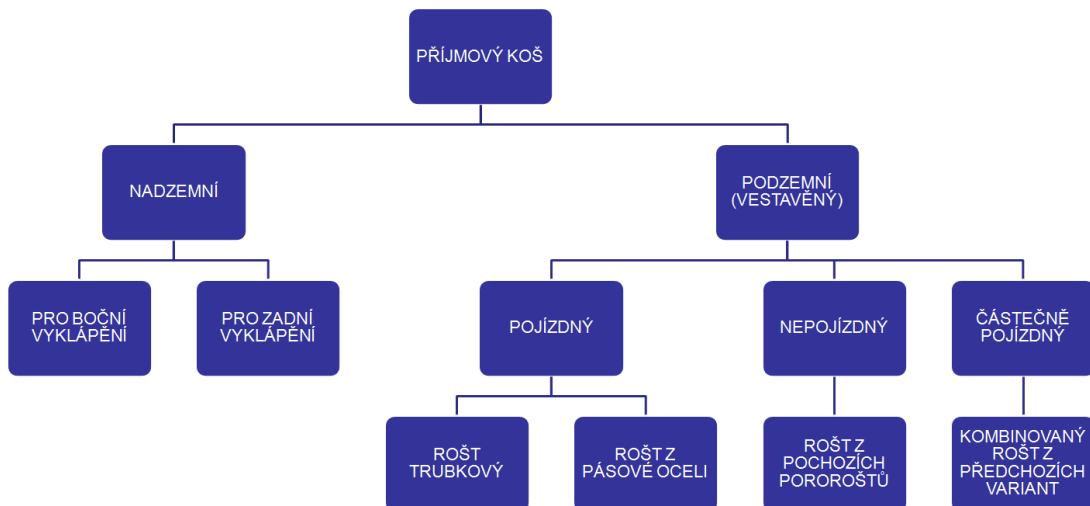 PŘÍJMOVÝ KOŠ
NADZEMNÍ
PODZEMNÍ
(VESTAVĚNÝ)
PRO BOČNÍ
VYKLÁPĚNÍ
PRO ZADNÍ
VYKLÁPĚNÍ
POJÍZDNÝ
NEPOJÍZDNÝ
ČÁSTEČNĚ
POJÍZDNÝ
ROŠT
TRUBKOVÝ
ROŠT Z
PÁSOVÉ OCELI
ROŠT Z
POCHOZÍCH
POROROŠTŮ
KOMBINOVANÝ
ROŠT Z
PŘEDCHOZÍCH
VARIANT